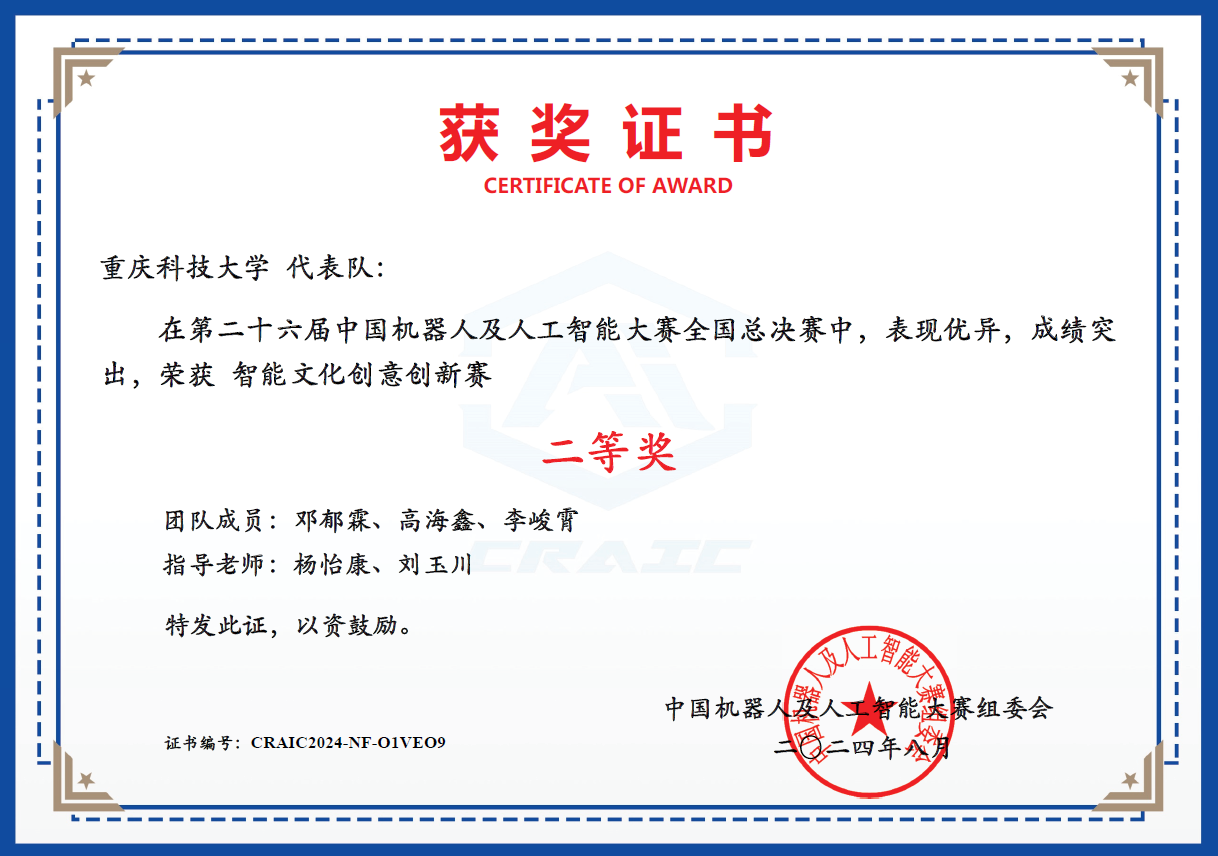 获奖证书
CERTIFICATE OF AWARD
重庆科技大学 代表队：
在第二十六届中国机器人及人工智能大赛全国总决赛中，表现优异，成绩突
出，荣获 智能文化创意创新赛
二等奖
团队成员：邓郁霖、高海鑫、李峻霄
指导老师：杨怡康、刘玉川
CRAIC
特发此证，以资鼓励。
中国机器人及人工智能大赛组委会
中国机器人及人工智能大赛组委会
证书编号：CRAIC2024-NF-O1VEO9
二〇二四年八月